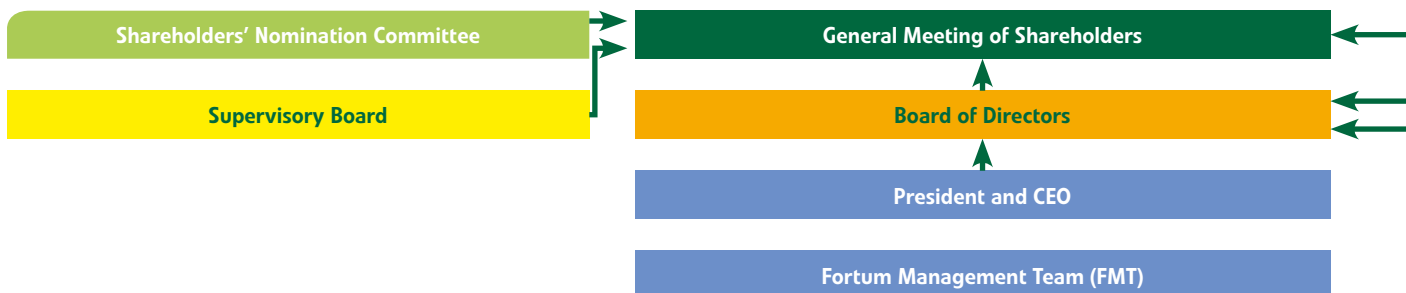 Shareholders’ Nomination Committee
General Meeting of Shareholders
Supervisory Board
Board of Directors
President and CEO
Fortum Management Team (FMT)